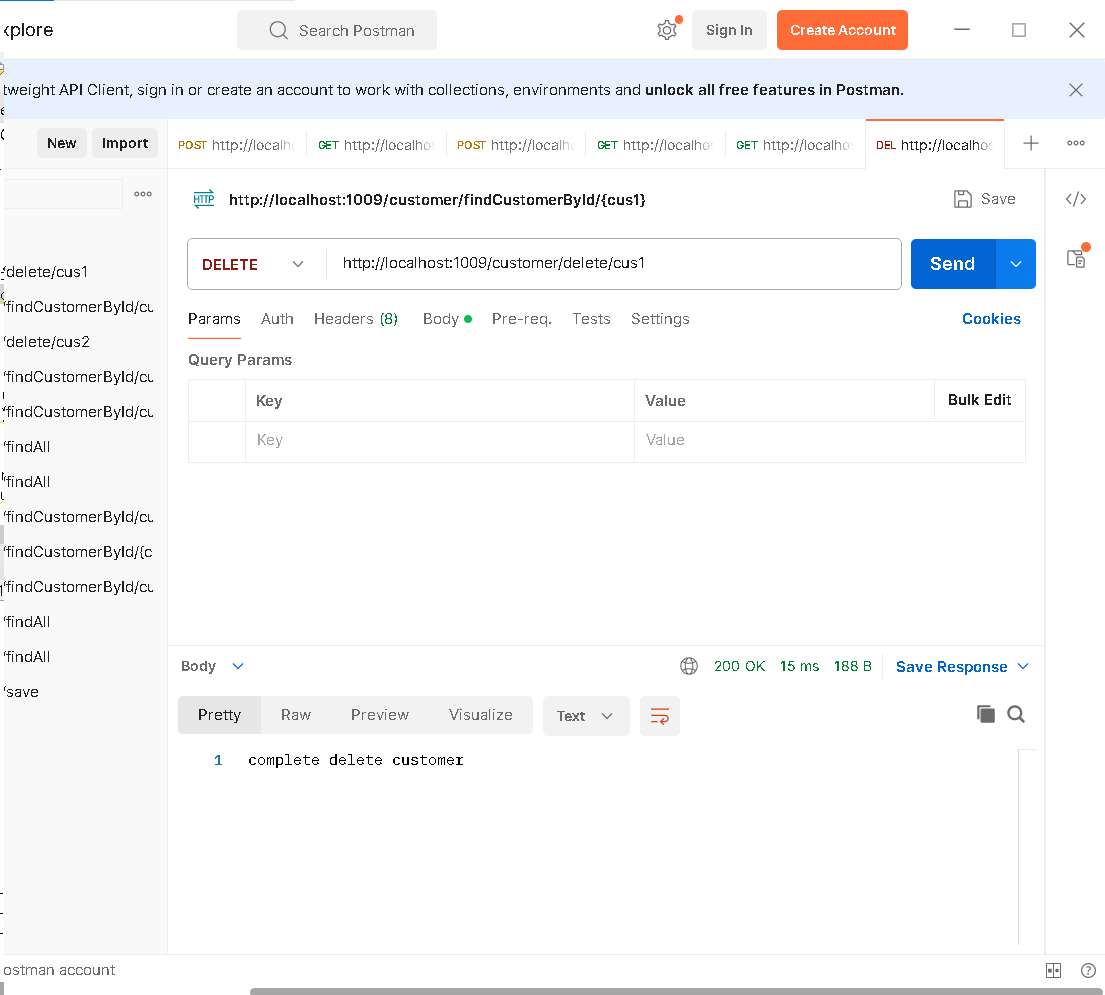 xplore
Search Postman
Sign In
Create Account
tweight API Client, sign in or create an account to work with collections, environments and unlock all free features in Postman.
New
Import
POST http://localh
GET http://localhos
POST http://localh
GET http://localhos
GET http://localhos
DEL http://localhos
HTTP
http://localhost:1009/customer/findCustomerById/{cus1}
Save
DELETE
http://localhost:1009/customer/delete/cus1
Send
Params
Auth
Headers (8)
Body
Pre-req.
Tests
Settings
Cookies
Query Params
Key
Value
Bulk Edit
Key
Value
/delete/cus1
/findCustomerById/cu
/delete/cus2
/findCustomerById/cu
/findCustomerById/cu
/findAll
/findAll
/findCustomerById/cu
/findCustomerById/{c
/findCustomerById/cu
/findAll
/findAll
/save
Body
200 OK
15 ms
188 B
Save Response
Pretty
Raw
Preview
Visualize
Text
1 complete delete customer
ostman account